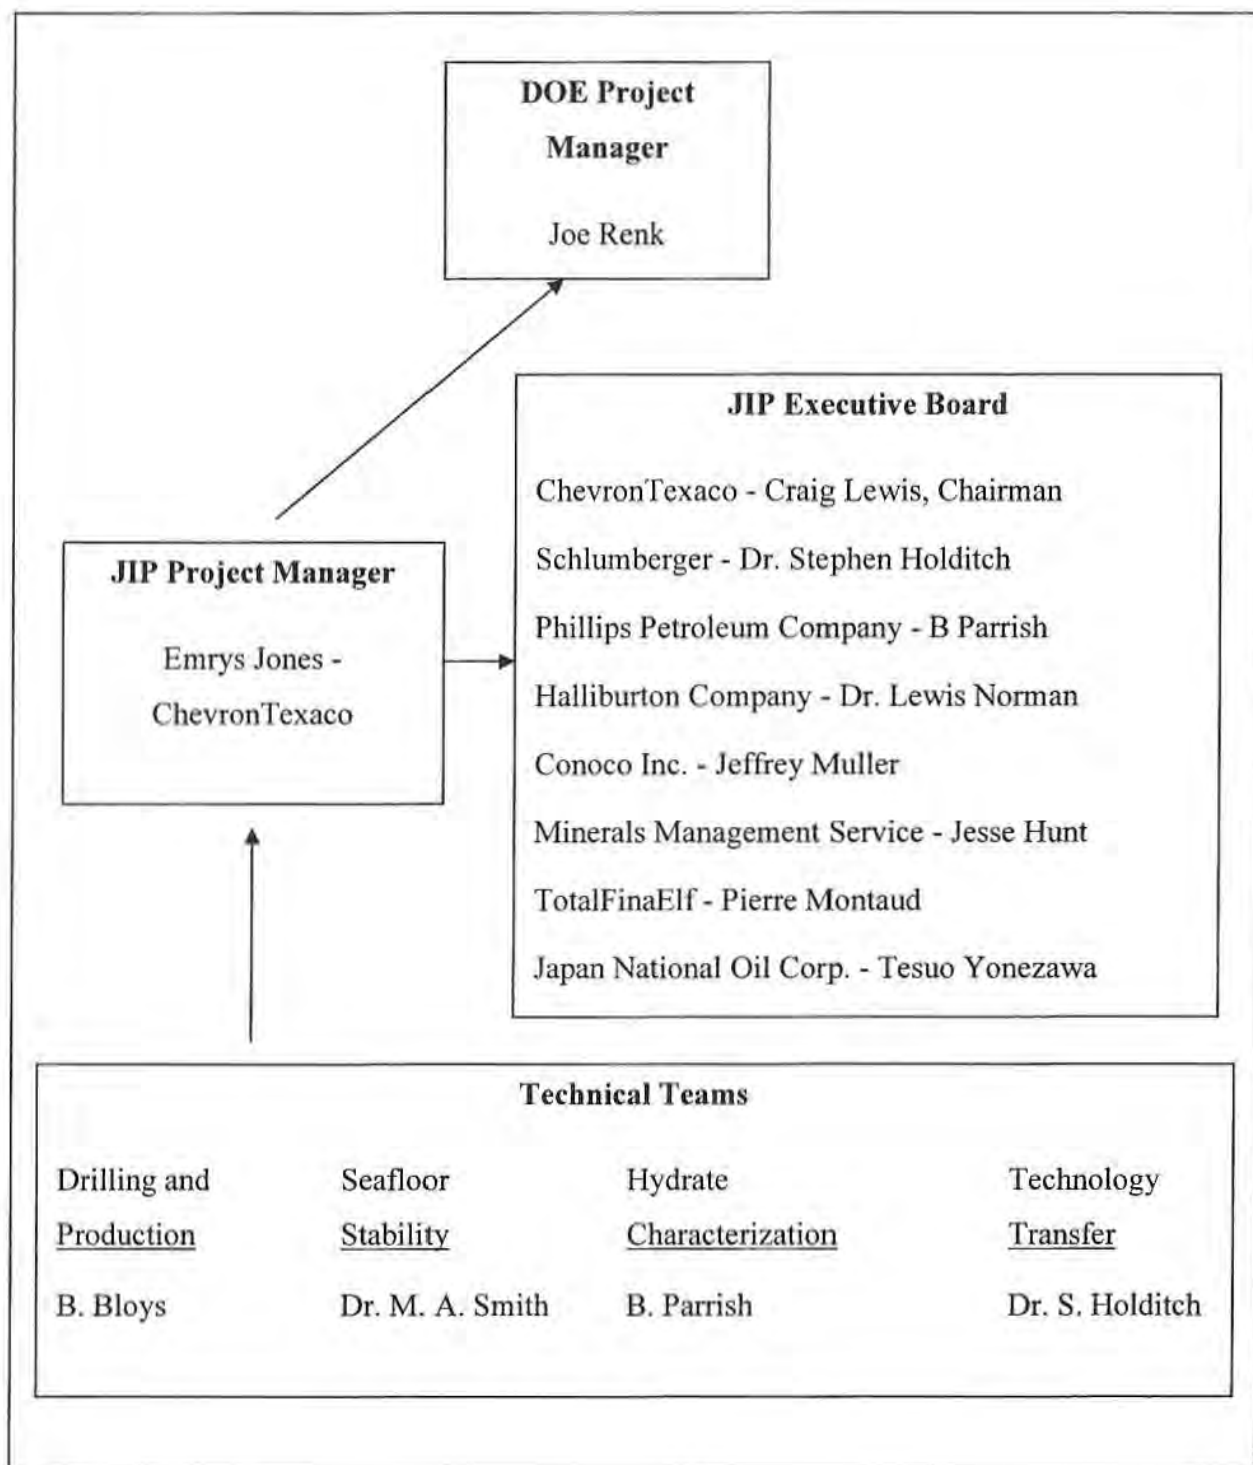 DOE Project
Manager
Joe Renk
JIP Executive Board
ChevronTexaco - Craig Lewis, Chairman
Schlumberger - Dr. Stephen Holditch
Phillips Petroleum Company - B Parrish
Halliburton Company - Dr. Lewis Norman
Conoco Inc. - Jeffrey Muller
Minerals Management Service - Jesse Hunt
TotalFinaElf - Pierre Montaud
Japan National Oil Corp. - Tesuo Yonezawa
JIP Project Manager
Emrys Jones -
ChevronTexaco
Technical Teams
Drilling and
Production
B. Bloys
Seafloor
Stability
Dr. M. A. Smith
Hydrate
Characterization
B. Parrish
Technology
Transfer
Dr. S. Holditch